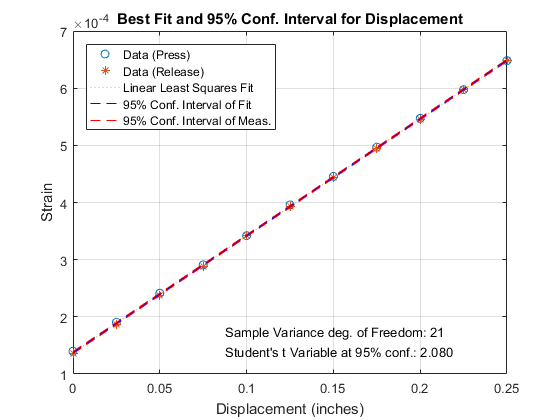 Best Fit and 95% Conf. Interval for Displacement
×10⁻⁴
7
6
5
4
3
2
1
Strain
Data (Press)
Data (Release)
Linear Least Squares Fit
95% Conf. Interval of Fit
95% Conf. Interval of Meas.
Sample Variance deg. of Freedom: 21
Student's t Variable at 95% conf.: 2.080
0 0.05 0.1 0.15 0.2 0.25
Displacement (inches)